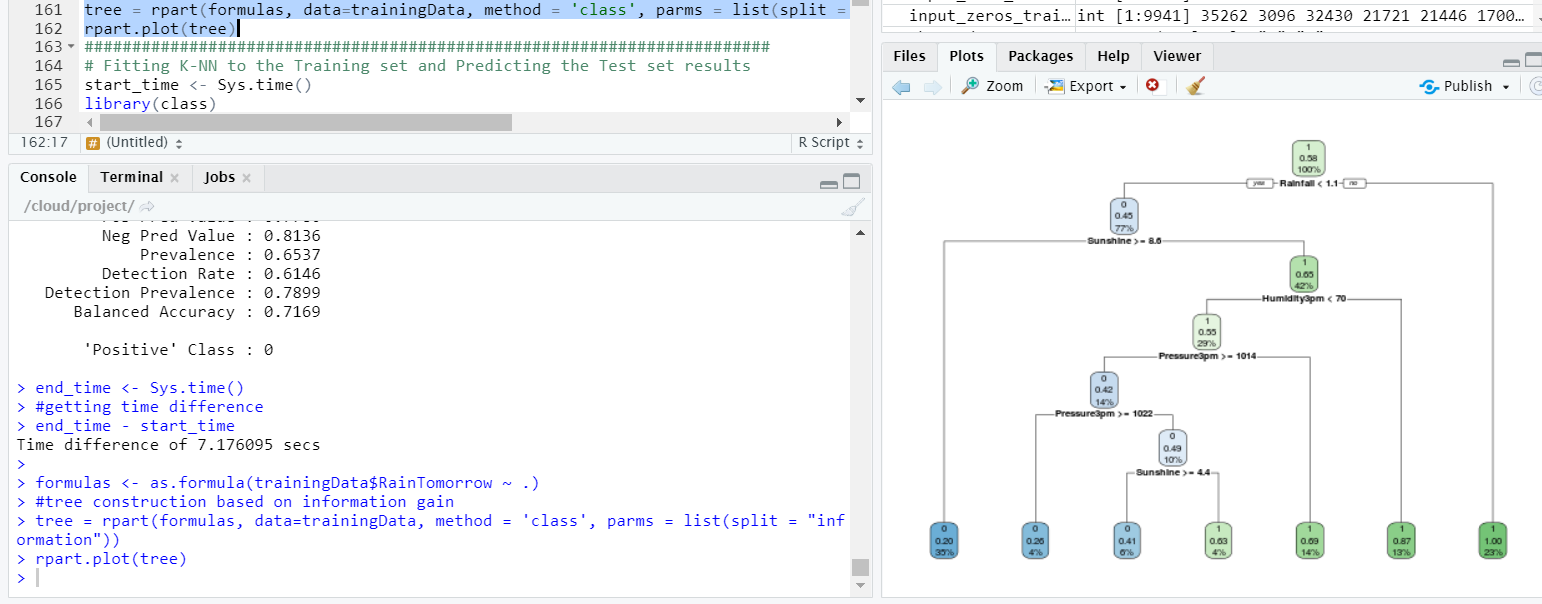 161 tree = rpart(formulas, data=trainingData, method = 'class', parms = list(split =
162 rpart.plot(tree)
163 ########################################################################
164 # Fitting K-NN to the Training set and Predicting the Test set results
165 start_time <- Sys.time()
166 library(class)
167
162:17 # (Untitled) R Script
Console Terminal Jobs
/cloud/project/
Neg Pred Value : 0.8136
Prevalence : 0.6537
Detection Rate : 0.6146
Detection Prevalence : 0.7899
Balanced Accuracy : 0.7169
'Positive' Class : 0
> end_time <- Sys.time()
> #getting time difference
> end_time - start_time
Time difference of 7.176095 secs
>
> formulas <- as.formula(trainingData$RainTomorrow ~ .)
> #tree construction based on information gain
> tree = rpart(formulas, data=trainingData, method = 'class', parms = list(split = "inf
ormation"))
> rpart.plot(tree)
>
input_zeros_trai… int [1:9941] 35262 3096 32430 21721 21446 1700…
Files Plots Packages Help Viewer
Zoom Export Publish
1
0.58
100%
yes Rainfall < 1.1 no
0
0.45
77%
Sunshine >= 8.6
1
0.65
42%
Humidity3pm < 70
1
0.55
29%
Pressure3pm >= 1014
0
0.42
14%
Pressure3pm >= 1022
0
0.49
10%
Sunshine >= 4.4
0 0 0 1 1 1 1
0.20 0.26 0.41 0.63 0.69 0.87 1.00
35% 4% 6% 4% 14% 13% 23%